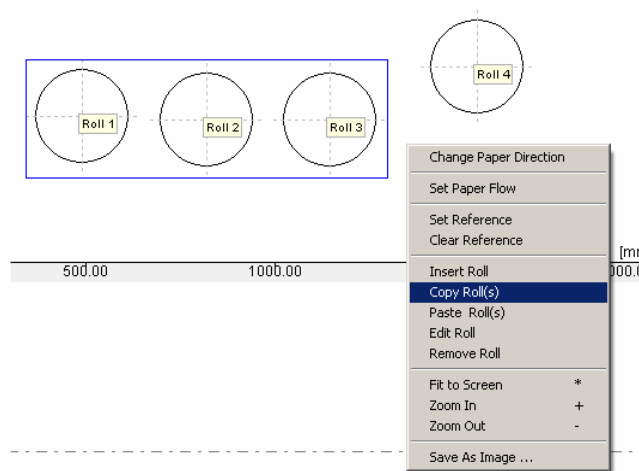 Roll 4
Roll 1
Roll 2
Roll 3
Change Paper Direction
Set Paper Flow
Set Reference
Clear Reference
[m
500.00
1000.00
Insert Roll
Copy Roll(s)
Paste Roll(s)
Edit Roll
Remove Roll
Fit to Screen *
Zoom In +
Zoom Out -
Save As Image ...